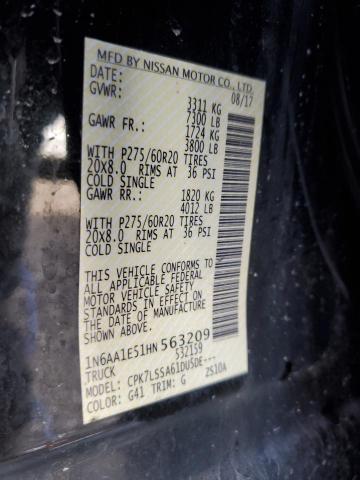 MFD BY NISSAN MOTOR CO., LTD.
DATE: 08/17
GVWR: 3311 KG
7300 LB
GAWR FR.: 1724 KG
3800 LB
WITH P275/60R20 TIRES
20x8.0 RIMS AT 36 PSI
COLD SINGLE
GAWR RR.: 1820 KG
4012 LB
WITH P275/60R20 TIRES
20x8.0 RIMS AT 36 PSI
COLD SINGLE
THIS VEHICLE CONFORMS TO
ALL APPLICABLE FEDERAL
MOTOR VEHICLE SAFETY
STANDARDS IN EFFECT ON
THE DATE OF MANUFACTURE
SHOWN ABOVE.
1N6AA1E51HN563209
TRUCK 532159
MODEL: CPK7LSSA61DU5DE---
COLOR: G41 TRIM: G ZS10A